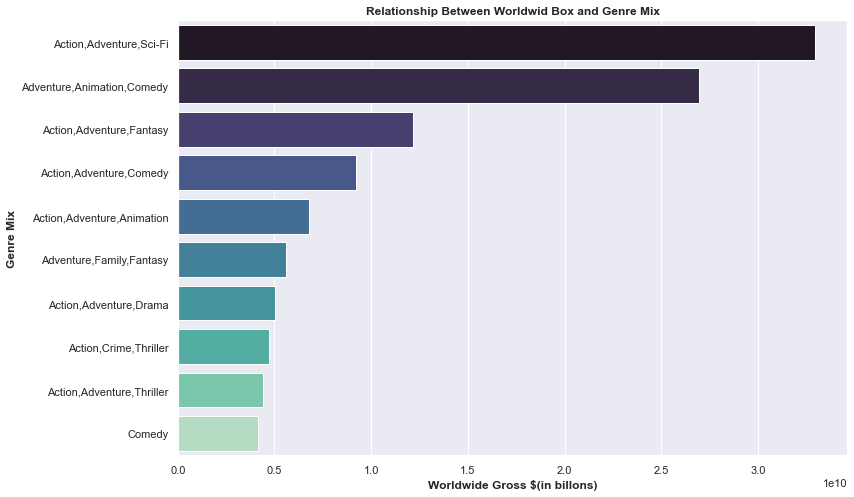 Relationship Between Worldwid Box and Genre Mix
Genre Mix
Action,Adventure,Sci-Fi
Adventure,Animation,Comedy
Action,Adventure,Fantasy
Action,Adventure,Comedy
Action,Adventure,Animation
Adventure,Family,Fantasy
Action,Adventure,Drama
Action,Crime,Thriller
Action,Adventure,Thriller
Comedy
0.0 0.5 1.0 1.5 2.0 2.5 3.0
1e10
Worldwide Gross $(in billons)